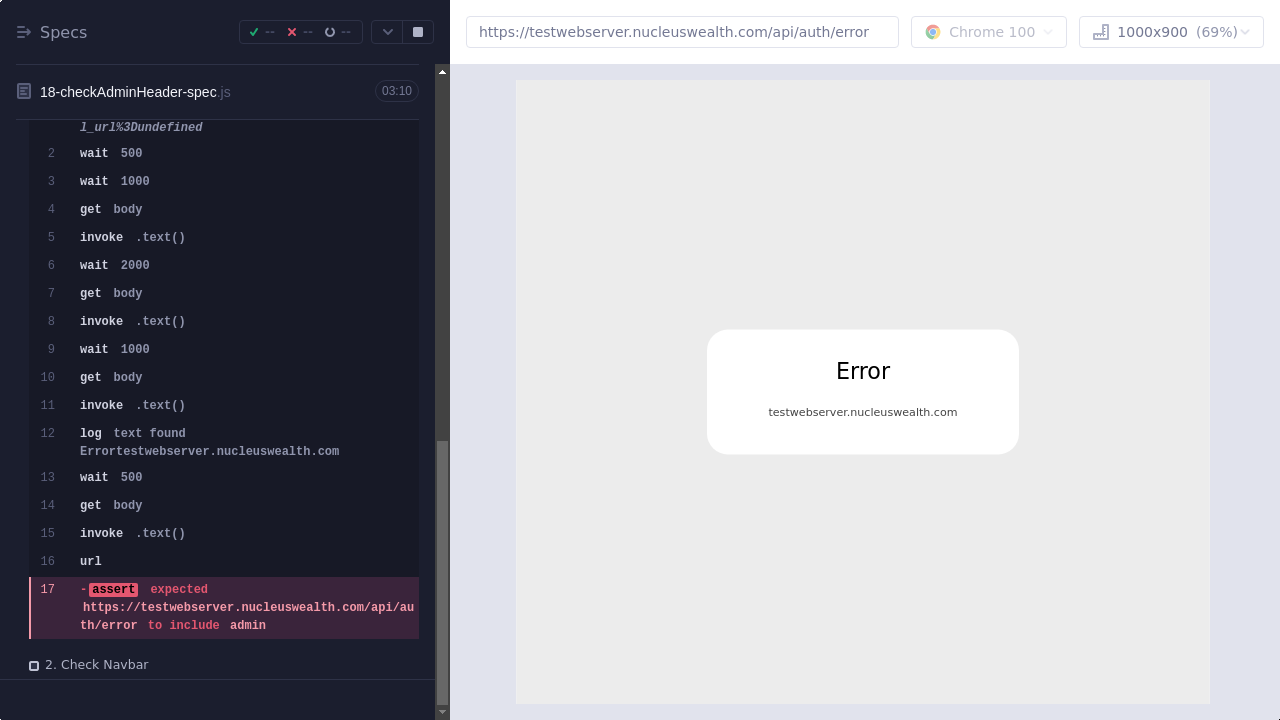 Specs
-- -- --
18-checkAdminHeader-spec.js
03:10
l_url%3Dundefined
2 wait 500
3 wait 1000
4 get body
5 invoke .text()
6 wait 2000
7 get body
8 invoke .text()
9 wait 1000
10 get body
11 invoke .text()
12 log text found
Errortestwebserver.nucleuswealth.com
13 wait 500
14 get body
15 invoke .text()
16 url
17 -assert expected
https://testwebserver.nucleuswealth.com/api/au
th/error to include admin
2. Check Navbar
https://testwebserver.nucleuswealth.com/api/auth/error
Chrome 100
1000x900 (69%)
Error
testwebserver.nucleuswealth.com